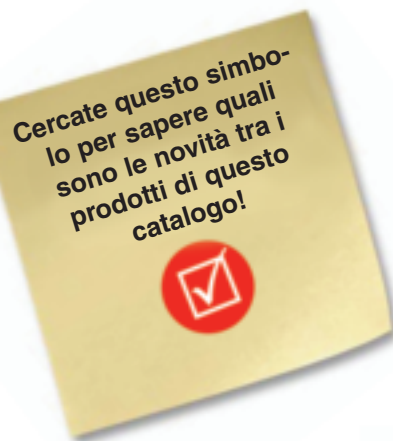 Cercate questo simbo-
lo per sapere quali
sono le novità tra i
prodotti di questo
catalogo!